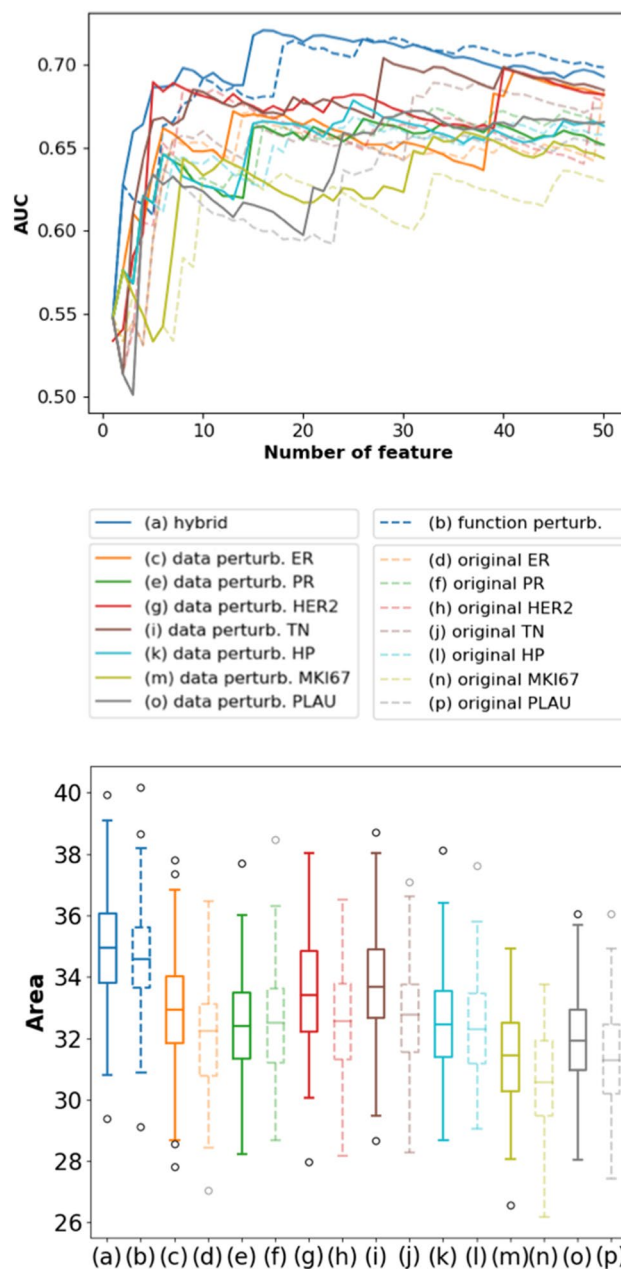 0.70
0.65
0.60
0.55
0.50
AUC
0 10 20 30 40 50
Number of feature
(a) hybrid
(b) function perturb.
(c) data perturb. ER
(e) data perturb. PR
(g) data perturb. HER2
(i) data perturb. TN
(k) data perturb. HP
(m) data perturb. MKI67
(o) data perturb. PLAU
(d) original ER
(f) original PR
(h) original HER2
(j) original TN
(l) original HP
(n) original MKI67
(p) original PLAU
40
38
36
34
32
30
28
26
Area
(a) (b) (c) (d) (e) (f) (g) (h) (i) (j) (k) (l) (m) (n) (o) (p)